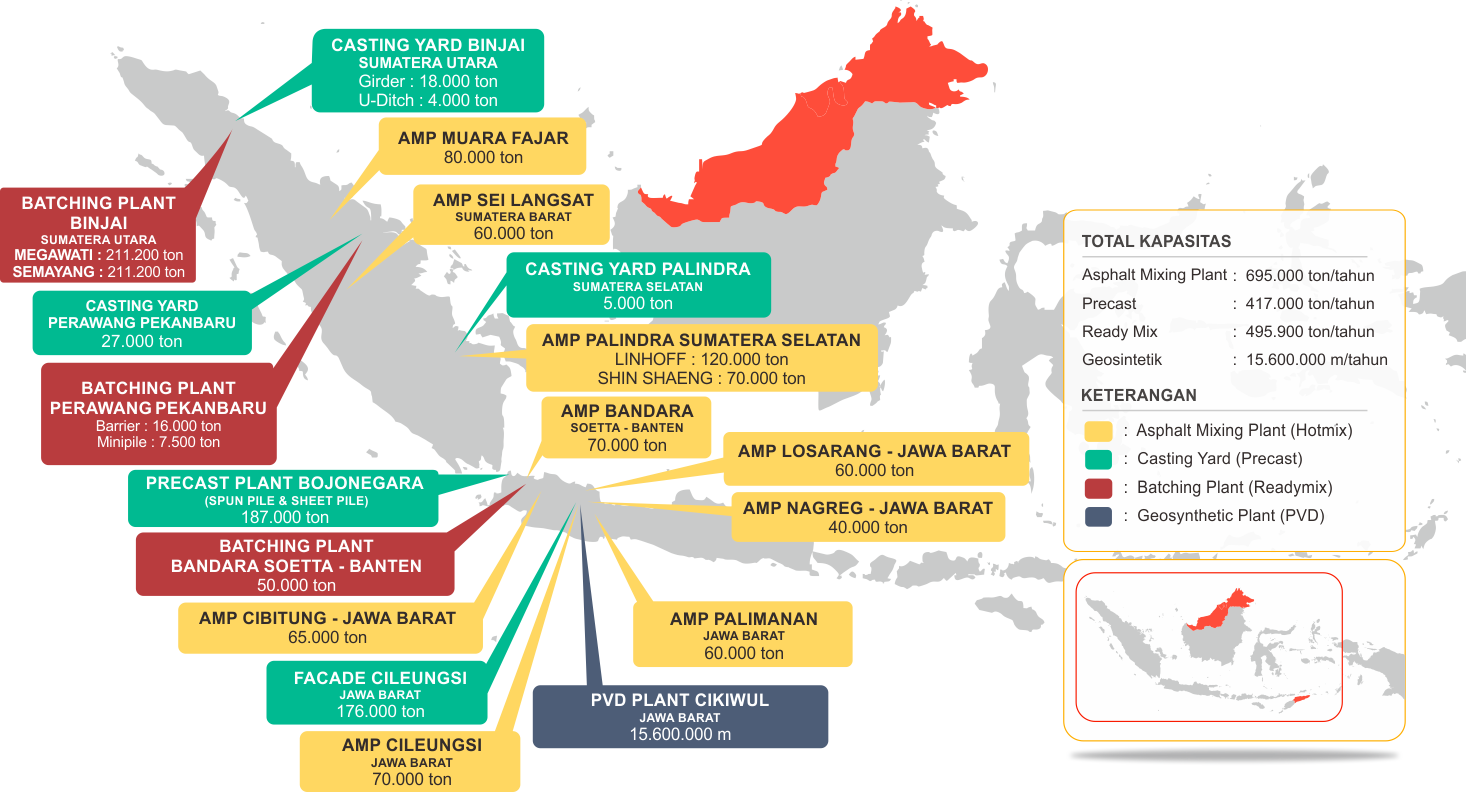 CASTING YARD BINJAI
SUMATERA UTARA
Girder : 18.000 ton
U-Ditch : 4.000 ton
AMP MUARA FAJAR
80.000 ton
BATCHING PLANT
BINJAI
SUMATERA UTARA
MEGAWATI : 211.200 ton
SEMAYANG : 211.200 ton
AMP SEI LANGSAT
SUMATERA BARAT
60.000 ton
CASTING YARD PALINDRA
SUMATERA SELATAN
5.000 ton
CASTING YARD
PERAWANG PEKANBARU
27.000 ton
AMP PALINDRA SUMATERA SELATAN
LINHOFF : 120.000 ton
SHIN SHAENG : 70.000 ton
BATCHING PLANT
PERAWANG PEKANBARU
Barrier : 16.000 ton
Minipile : 7.500 ton
AMP BANDARA
SOETTA - BANTEN
70.000 ton
AMP LOSARANG - JAWA BARAT
60.000 ton
PRECAST PLANT BOJONEGARA
(SPUN PILE & SHEET PILE)
187.000 ton
AMP NAGREG - JAWA BARAT
40.000 ton
BATCHING PLANT
BANDARA SOETTA - BANTEN
50.000 ton
AMP CIBITUNG - JAWA BARAT
65.000 ton
AMP PALIMANAN
JAWA BARAT
60.000 ton
FACADE CILEUNGSI
JAWA BARAT
176.000 ton
PVD PLANT CIKIWUL
JAWA BARAT
15.600.000 m
AMP CILEUNGSI
JAWA BARAT
70.000 ton
TOTAL KAPASITAS
Asphalt Mixing Plant : 695.000 ton/tahun
Precast : 417.000 ton/tahun
Ready Mix : 495.900 ton/tahun
Geosintetik : 15.600.000 m/tahun
KETERANGAN
: Asphalt Mixing Plant (Hotmix)
: Casting Yard (Precast)
: Batching Plant (Readymix)
: Geosynthetic Plant (PVD)